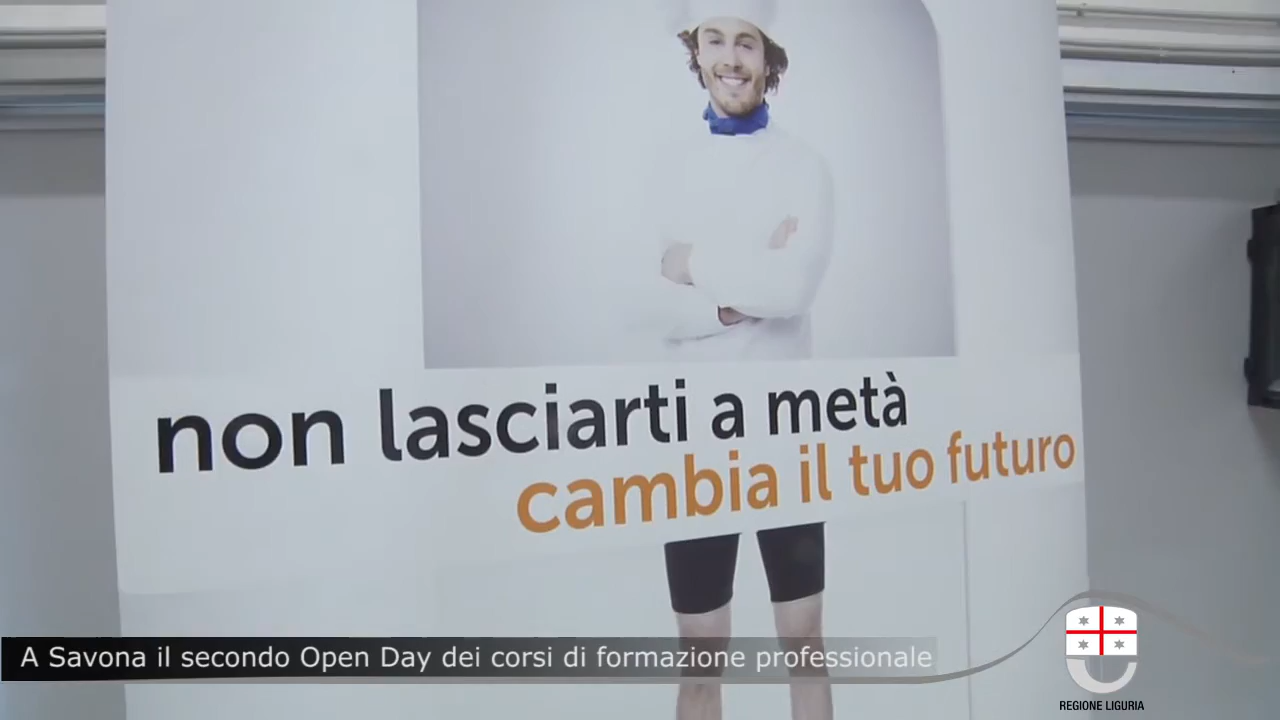 non lasciarti a metà
cambia il tuo futuro
A Savona il secondo Open Day dei corsi di formazione professionale
REGIONE LIGURIA